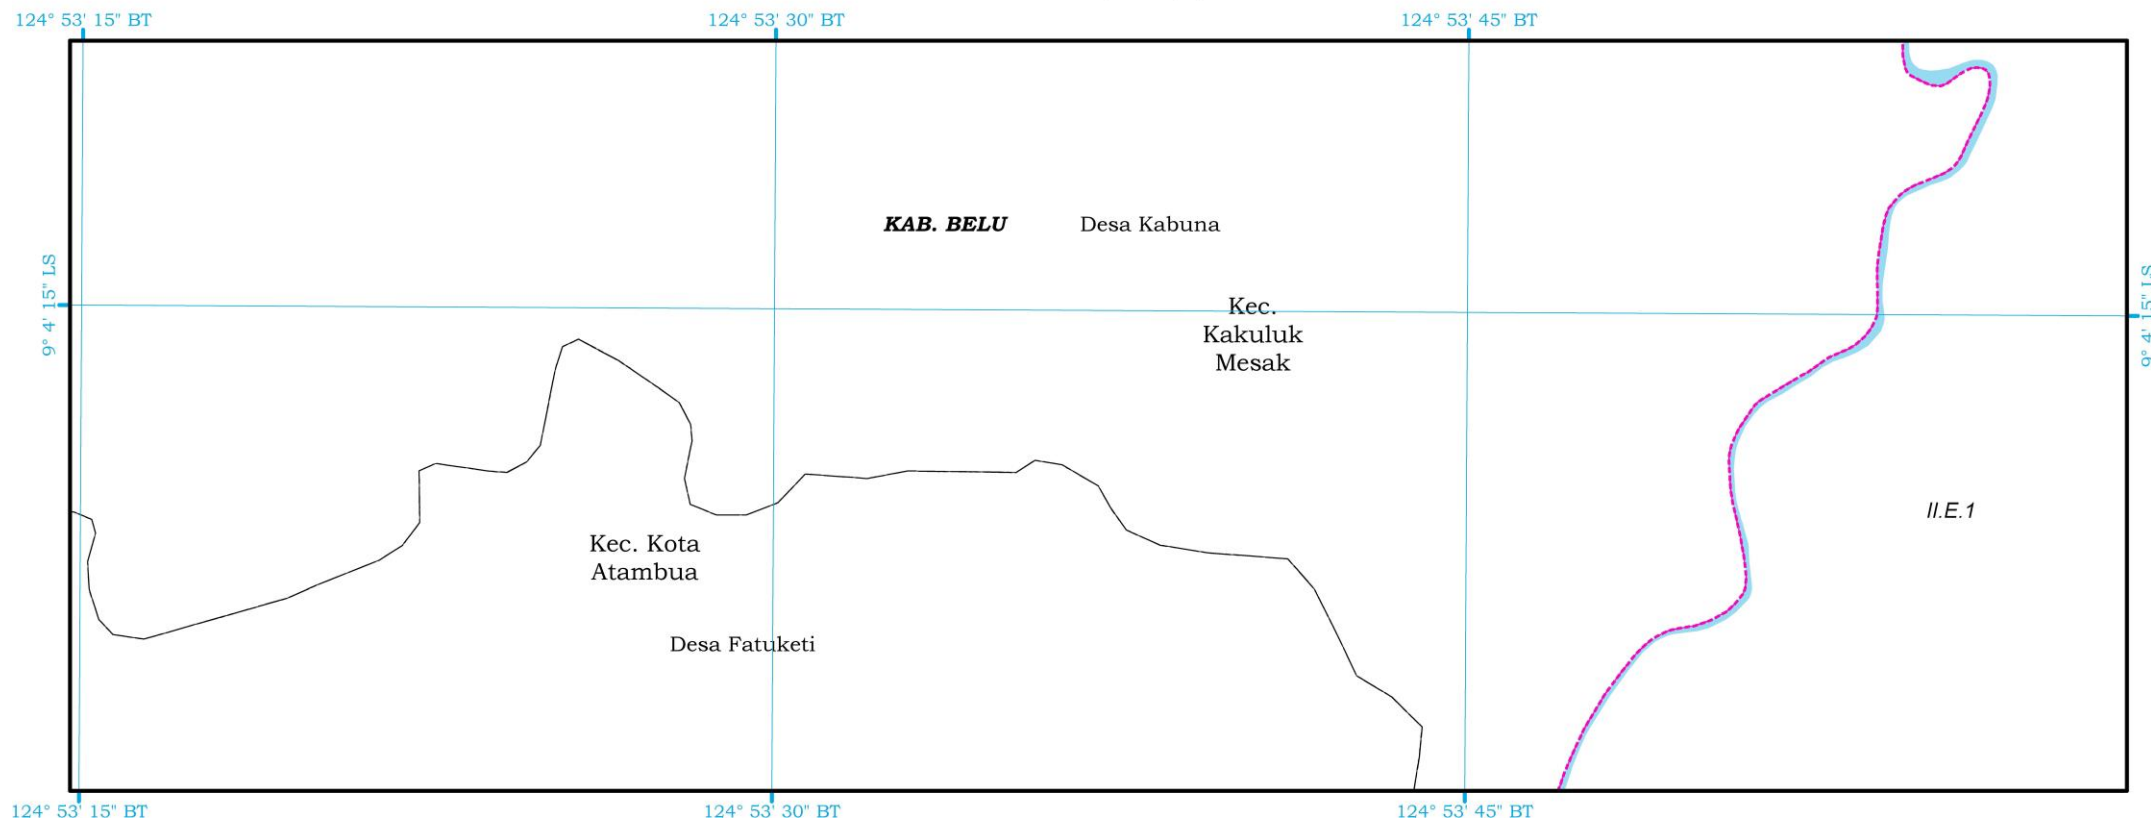 124° 53' 15" BT
124° 53' 30" BT
124° 53' 45" BT
KAB. BELU
Desa Kabuna
9° 4' 15" LS
9° 4' 15" LS
Kec.
Kakuluk
Mesak
II.E.1
Kec. Kota
Atambua
Desa Fatuketi
124° 53' 15" BT
124° 53' 30" BT
124° 53' 45" BT